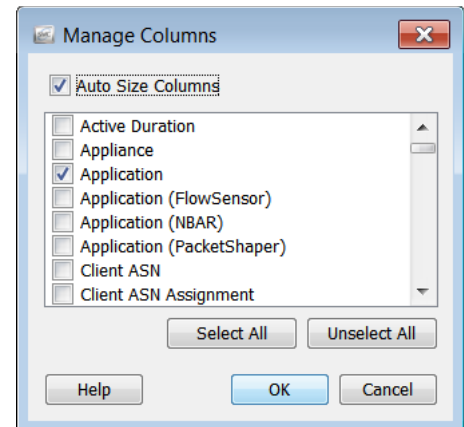 Manage Columns
Auto Size Columns
Active Duration
Appliance
Application
Application (FlowSensor)
Application (NBAR)
Application (PacketShaper)
Client ASN
Client ASN Assignment
Select All Unselect All
Help OK Cancel